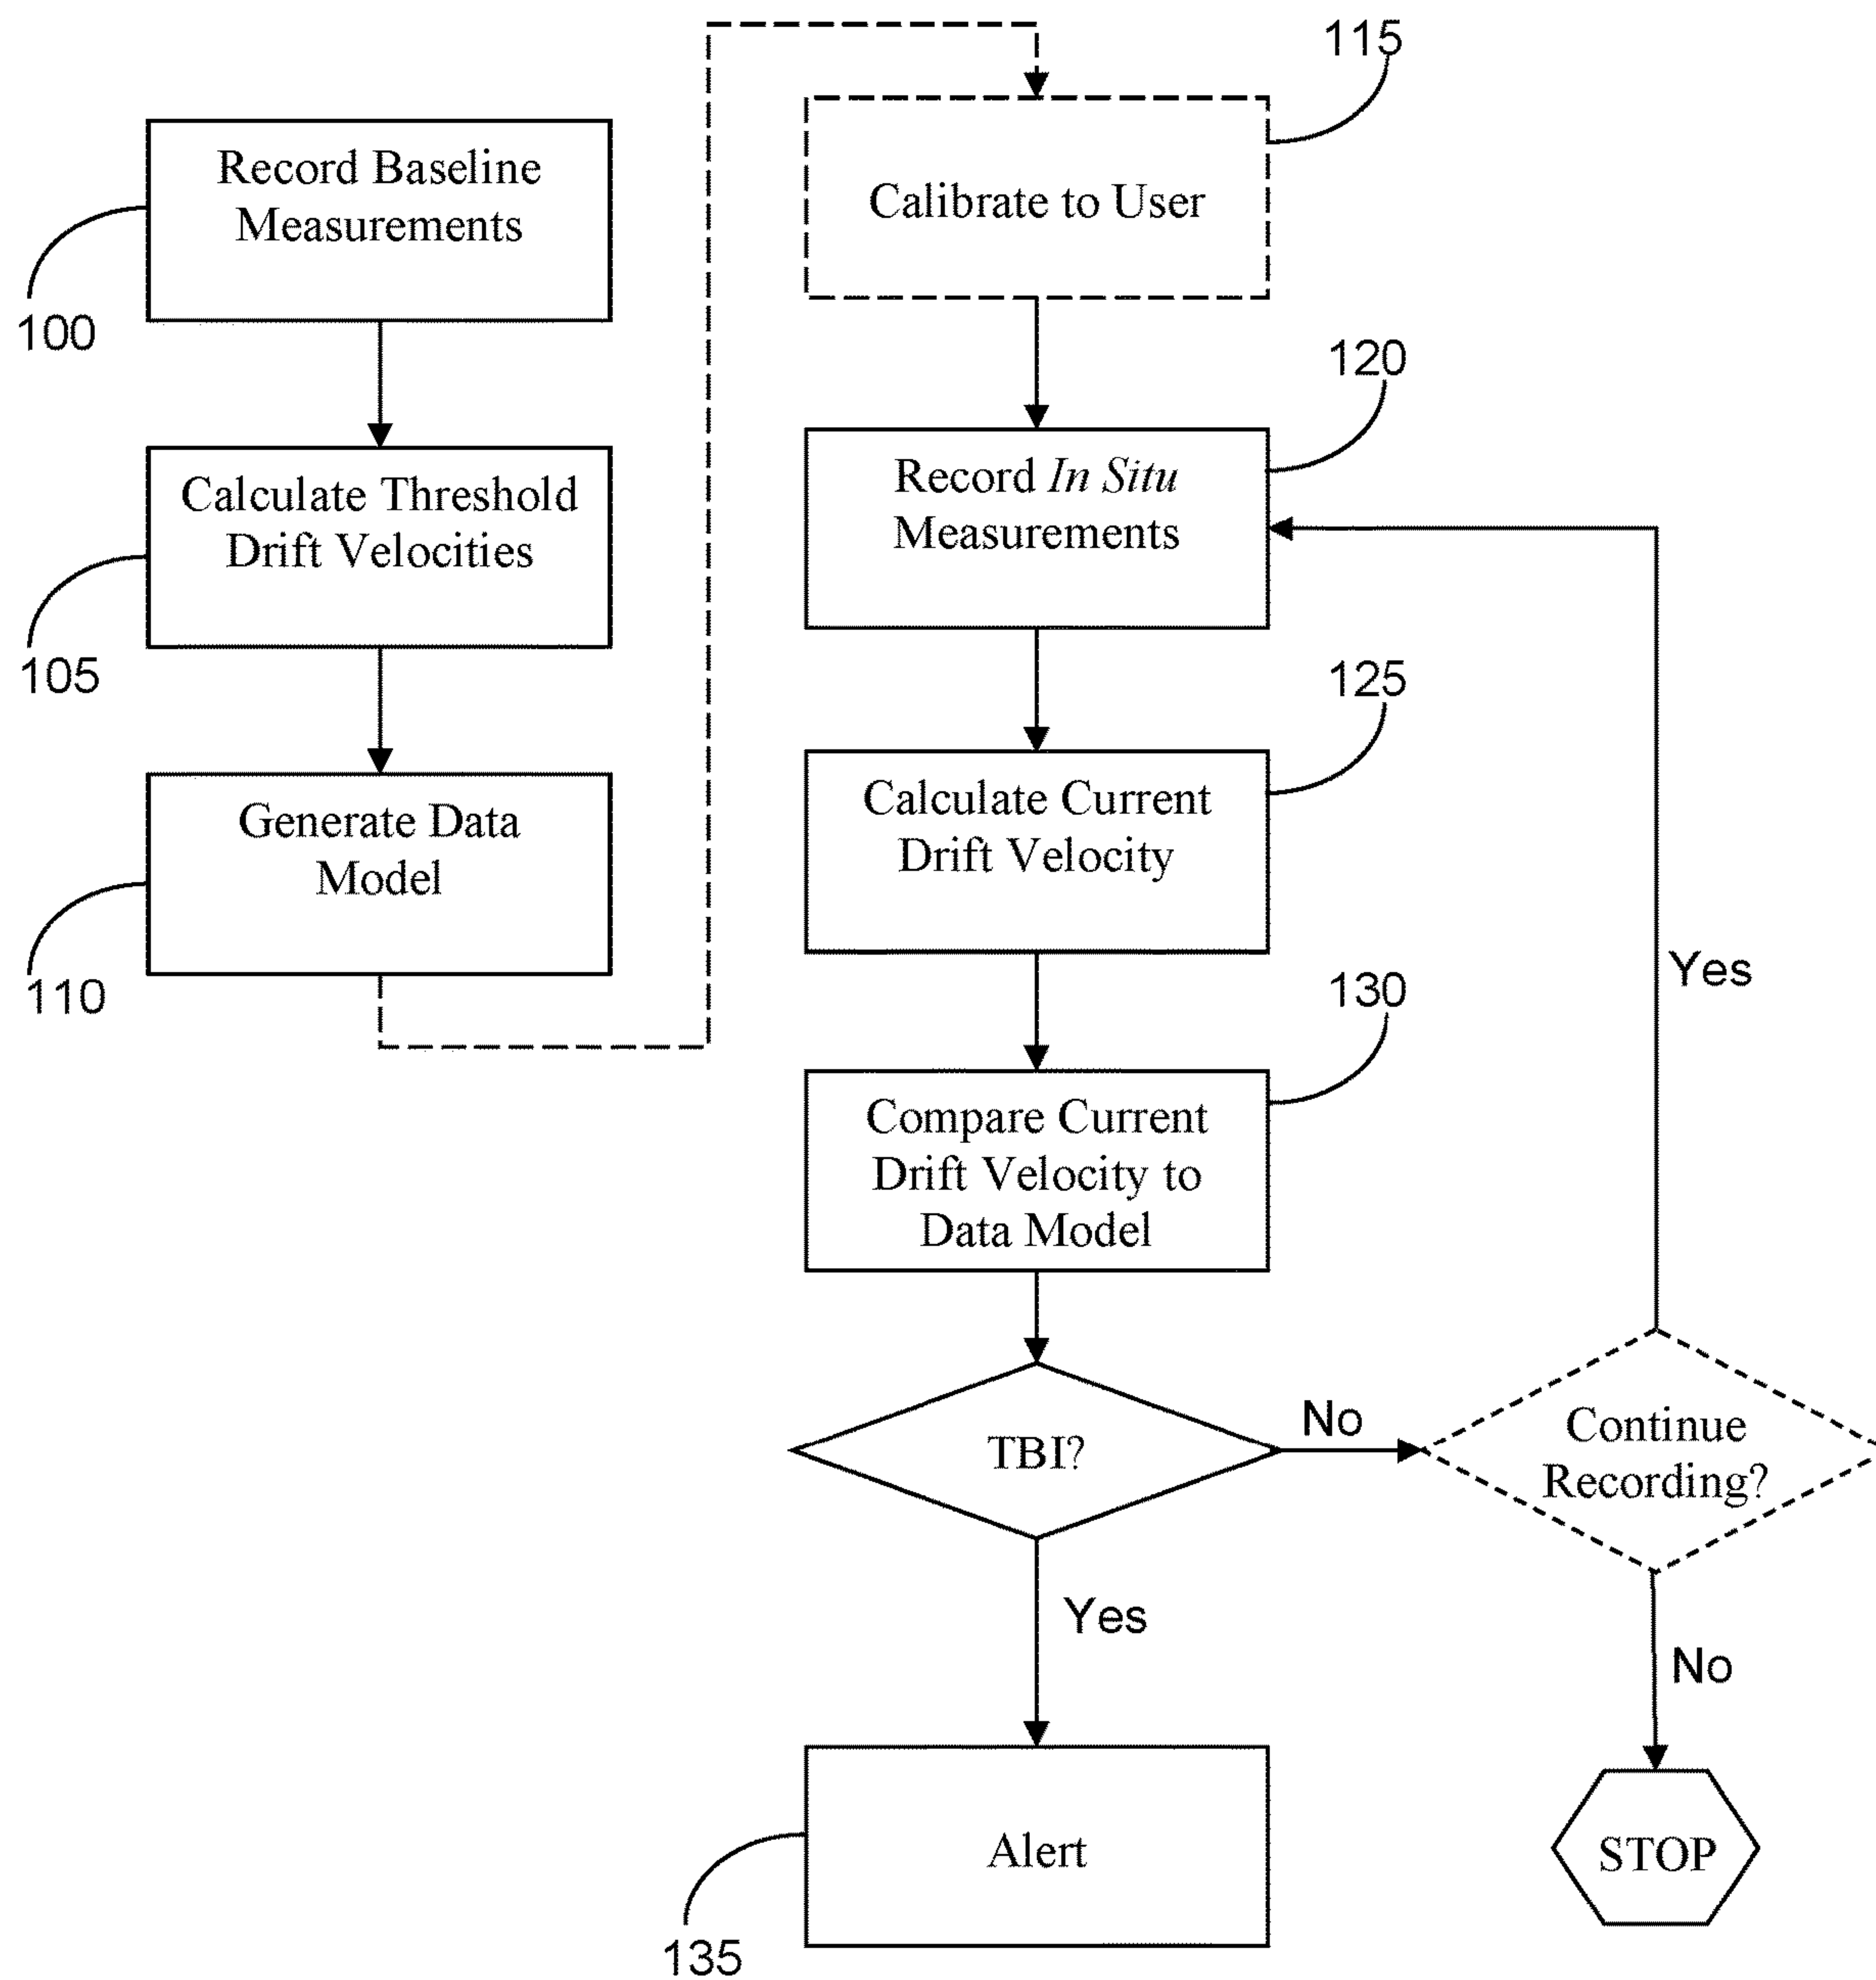 Record Baseline
Measurements
100
Calculate Threshold
Drift Velocities
105
Generate Data
Model
110
115
Calibrate to User
120
Record In Situ
Measurements
125
Calculate Current
Drift Velocity
130
Compare Current
Drift Velocity to
Data Model
TBI?
No
Continue
Recording?
Yes
Yes
No
Alert
135
STOP